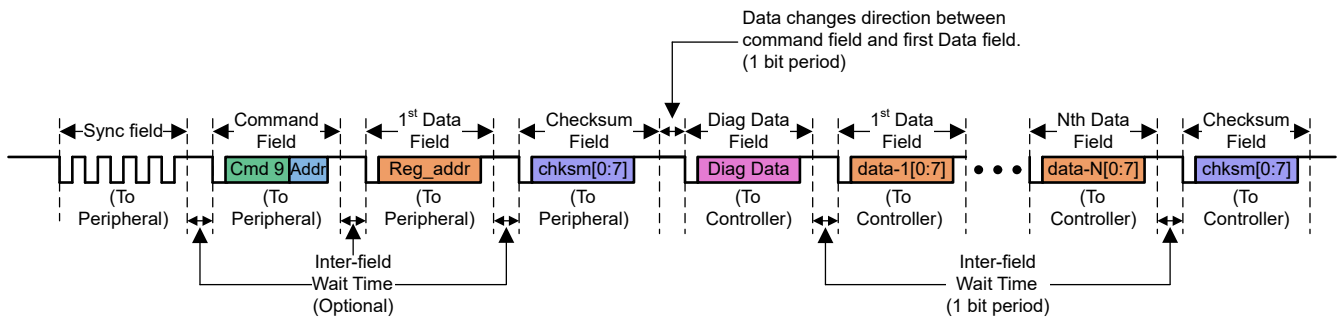 Data changes direction between
command field and first Data field.
(1 bit period)
Sync field
Command
Field
1st Data
Field
Checksum
Field
Diag Data
Field
1st Data
Field
Nth Data
Field
Checksum
Field
Cmd 9 Addr
Reg_addr
chksm[0:7]
Diag Data
data-1[0:7]
data-N[0:7]
chksm[0:7]
(To
Peripheral)
(To
Peripheral)
(To
Peripheral)
(To
Peripheral)
(To
Controller)
(To
Controller)
(To
Controller)
(To
Controller)
Inter-field
Wait Time
(Optional)
Inter-field
Wait Time
(1 bit period)